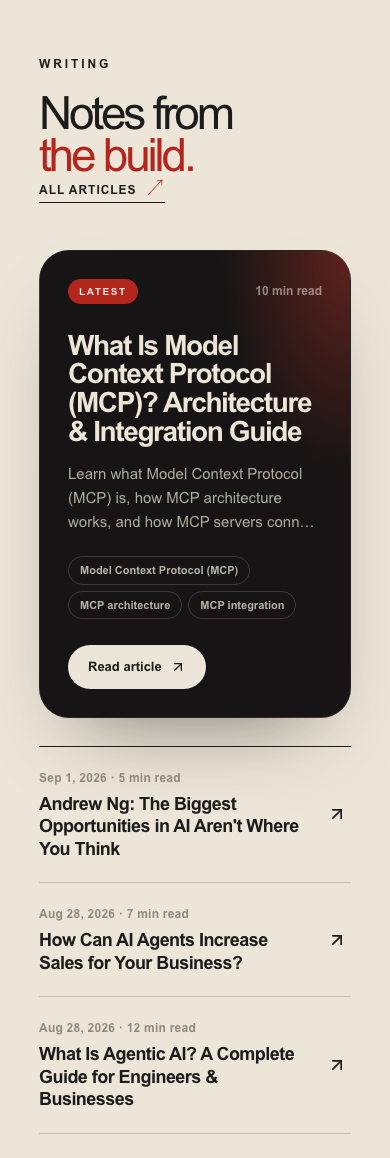 WRITING
Notes from
the build.
ALL ARTICLES
LATEST
10 min read
What Is Model
Context Protocol
(MCP)? Architecture
& Integration Guide
Learn what Model Context Protocol
(MCP) is, how MCP architecture
works, and how MCP servers conn…
Model Context Protocol (MCP)
MCP architecture
MCP integration
Read article
Sep 1, 2026 · 5 min read
Andrew Ng: The Biggest
Opportunities in AI Aren't Where
You Think
Aug 28, 2026 · 7 min read
How Can AI Agents Increase
Sales for Your Business?
Aug 28, 2026 · 12 min read
What Is Agentic AI? A Complete
Guide for Engineers &
Businesses